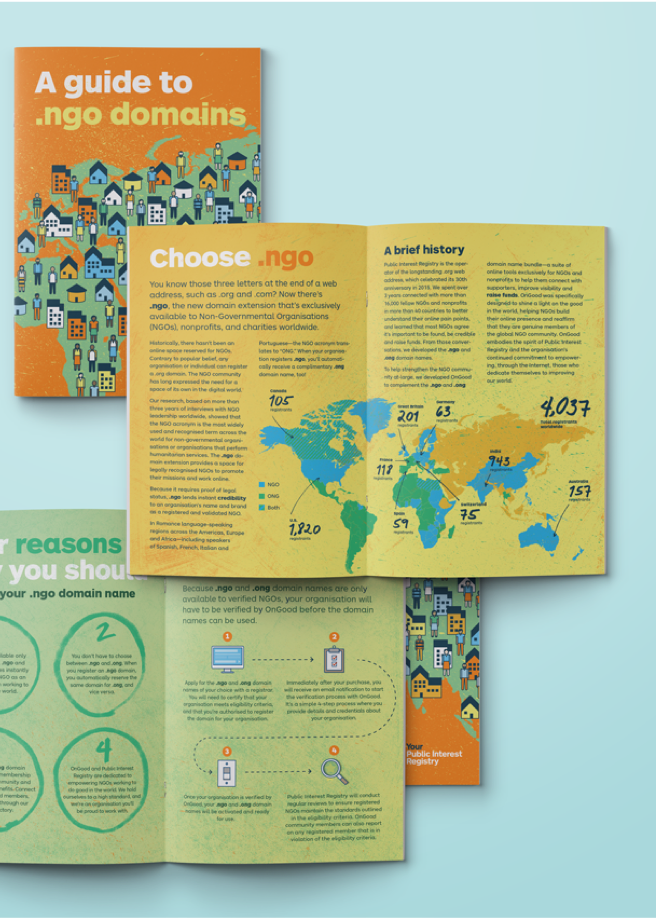 A guide to
.ngo domains
Choose .ngo
You know those three letters at the end of a web
address, such as .org and .com? Now there's
.ngo, the new domain extension that's exclusively
available to Non-Governmental Organisations
(NGOs), nonprofits, and charities worldwide.
Historically, there hasn't been an
online space reserved for NGOs.
Contrary to popular belief, any
organisation or individual can register
a .org domain. The NGO community
has long expressed the need for a
space of its own in the digital world.
Our research, based on more than
three years of interviews with NGO
leadership worldwide, showed that
the NGO acronym is the most widely
used and recognised term across the
world for non-governmental organi-
sations or organisations that perform
humanitarian services. The .ngo do-
main extension provides a space for
legally recognised NGOs to promote
their missions and work online.
Because it requires proof of legal
status, .ngo lends instant credibility
to an organisation's name and brand
as a registered and validated NGO.
In Romance language-speaking
regions across the Americas, Europe
and Africa—including speakers
of Spanish, French, Italian and
Portuguese—the NGO acronym trans-
lates to "ONG." When your organisa-
tion registers .ngo, you'll automati-
cally receive a complimentary .ong
domain name, too!
A brief history
Public Interest Registry is the oper-
ator of the longstanding .org web
address, which celebrated its 30th
anniversary in 2015. We spent over
3 years connected with more than
16,000 fellow NGOs and nonprofits
in more than 40 countries to better
understand their online pain points,
and learned that most NGOs agree
it's important to be found, be credible
and raise funds. From those conver-
sations, we developed the .ngo and
.ong domain names.
To help strengthen the NGO commu-
nity at-large, we developed OnGood
to complement the .ngo and .ong
domain name bundle—a suite of
online tools exclusively for NGOs and
nonprofits to help them connect with
supporters, improve visibility and
raise funds. OnGood was specifically
designed to shine a light on the good
in the world, helping NGOs build
their online presence and reaffirm
that they are genuine members of
the global NGO community. OnGood
embodies the spirit of Public Interest
Registry and the organisation's
continued commitment to empower-
ing, through the internet, those who
dedicate themselves to improving
our world.
Canada
105
registrants
Great Britain
201
registrants
Germany
63
registrants
4,037
total registrants
worldwide
France
118
registrants
India
943
registrants
Australia
157
registrants
NGO
ONG
Both
U.S.
1,820
registrants
59
registrants
Switzerland
75
registrants
reasons
you should
your .ngo domain name
2
You don't have to choose
between .ngo and .ong. When
you register an .ngo domain,
you automatically reserve the
same domain for .ong, and
vice versa.
4
OnGood and Public Interest
Registry are dedicated to
empowering NGOs working to
do good in the world. We hold
ourselves to a high standard, and
we're an organisation you'll
be proud to work with.
Because .ngo and .ong domain names are only
available to verified NGOs, your organisation will
have to be verified by OnGood before the domain
names can be used.
1
Apply for the .ngo and .ong domain
names of your choice with a registrar.
You will need to certify that your
organisation meets eligibility criteria,
and that you're authorised to register
the domain for your organisation.
2
Immediately after your purchase, you
will receive an email notification to start
the verification process with OnGood.
It's a simple 4-step process where you
provide details and credentials about
your organisation.
3
Once your organisation is verified by
OnGood, your .ngo and .ong domain
names will be activated and ready
for use.
4
Public Interest Registry will conduct
regular reviews to ensure registered
NGOs maintain the standards outlined
in the eligibility criteria. OnGood
community members can also report
on any registered member that is in
violation of the eligibility criteria.
Your
Public Interest
Registry